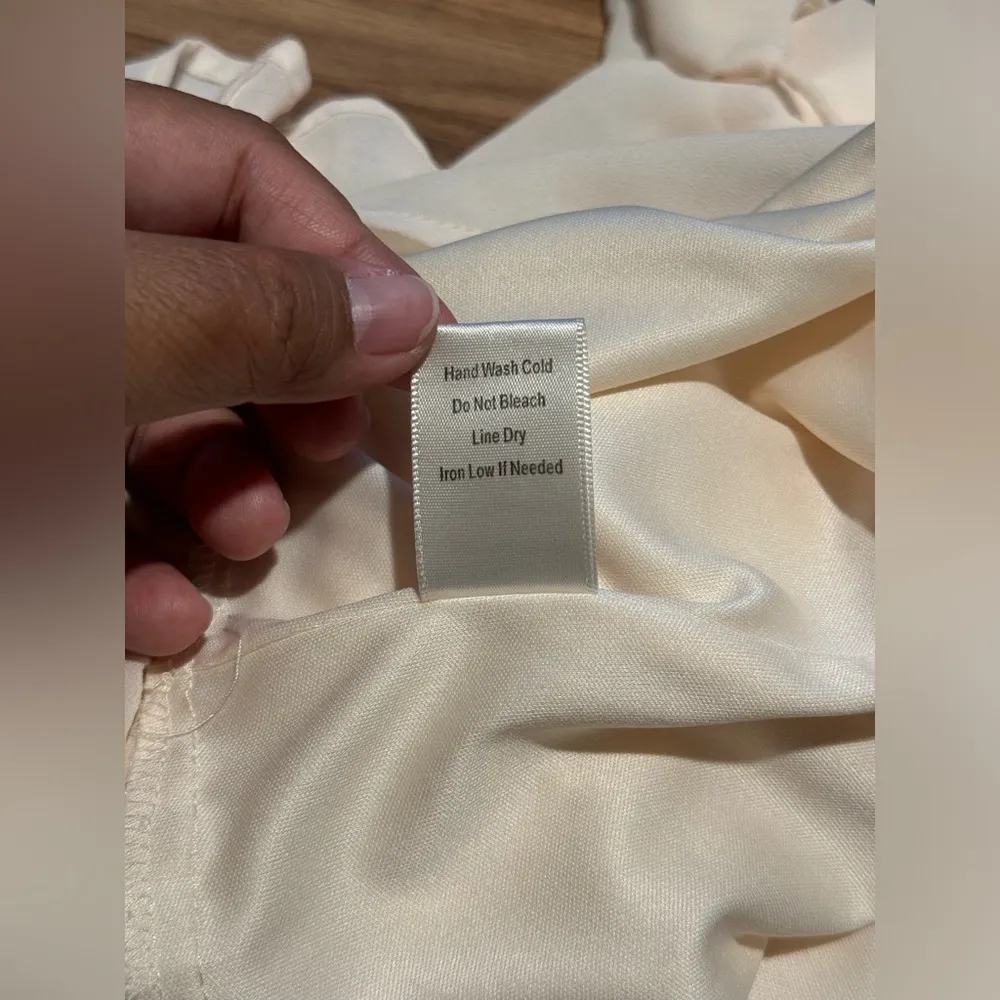 Hand Wash Cold
Do Not Bleach
Line Dry
Iron Low If Needed